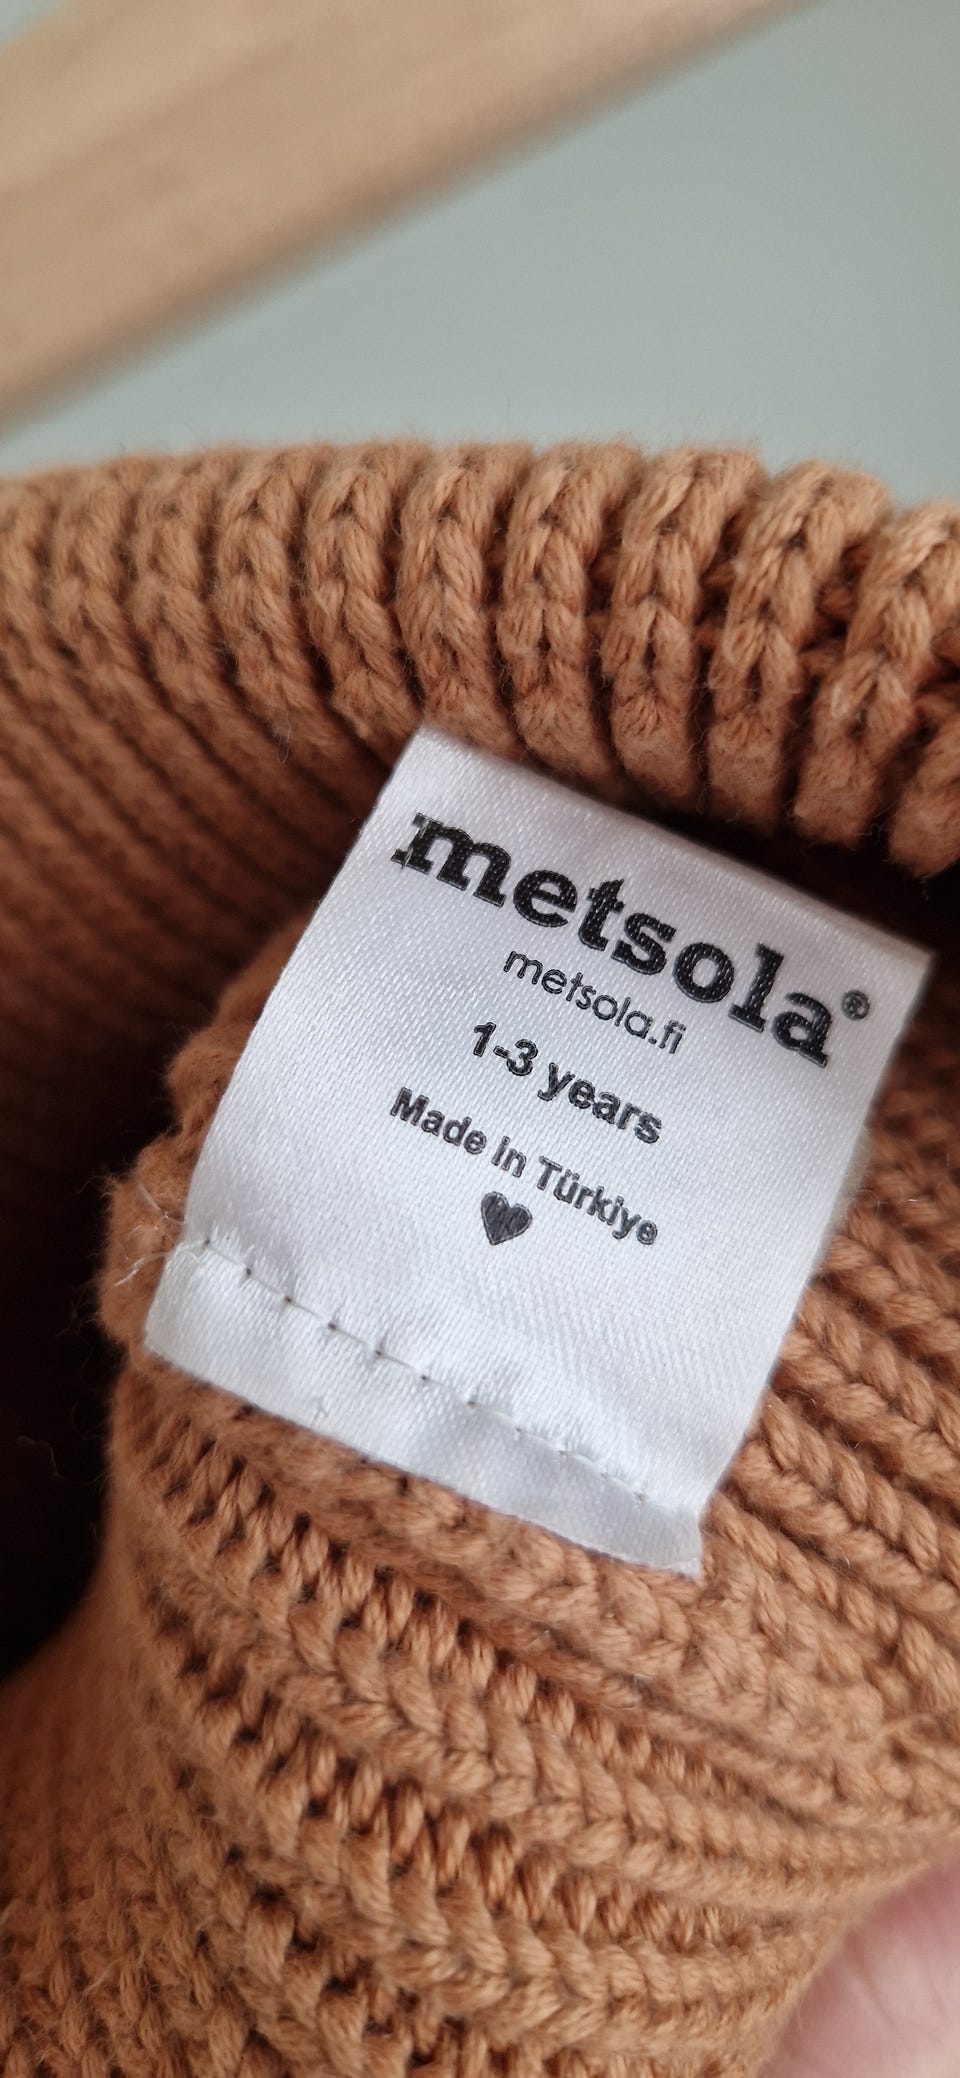 metsola®
metsola.fi
1-3 years
Made in Türkiye